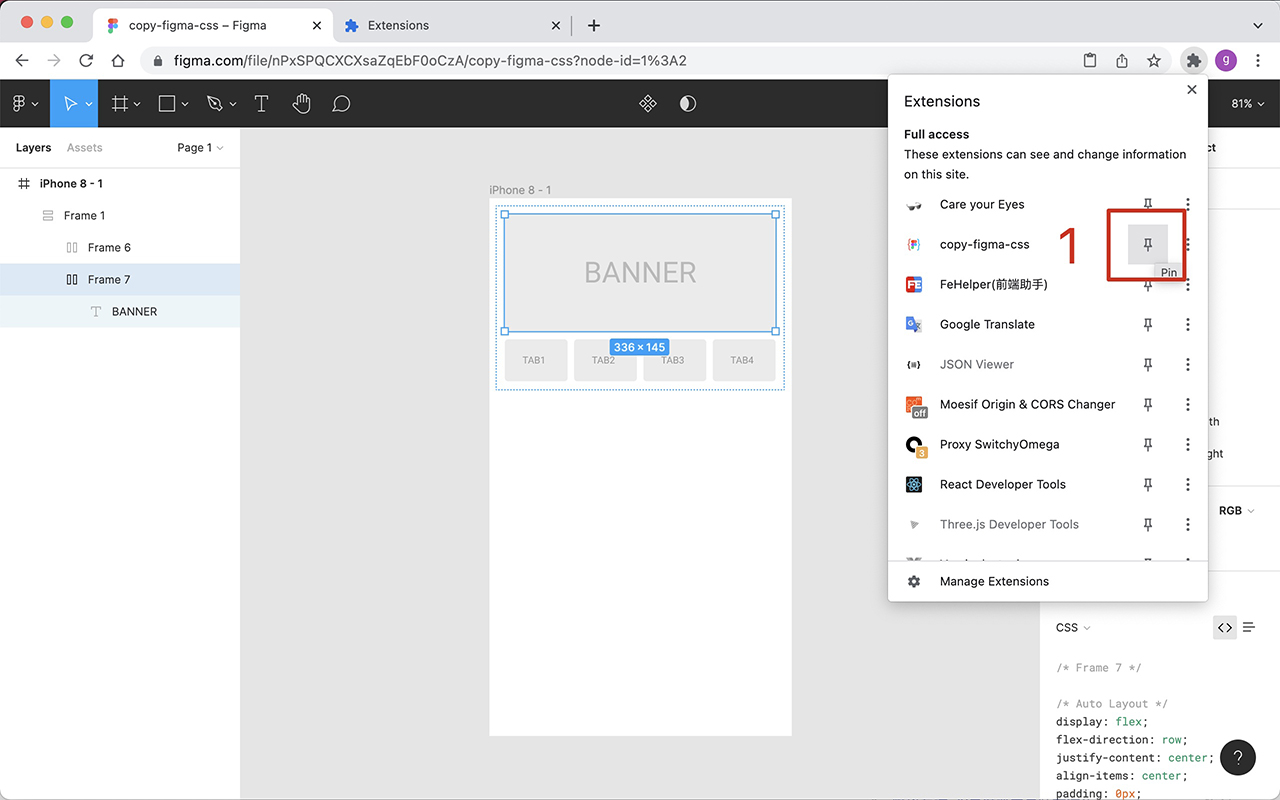 copy-figma-css – Figma
Extensions
figma.com/file/nPxSPQCXCXsaZqEbF0oCzA/copy-figma-css?node-id=1%3A2
g
81%
Layers
Assets
Page 1
iPhone 8 - 1
Frame 1
Frame 6
Frame 7
BANNER
iPhone 8 - 1
BANNER
336 × 145
TAB1
TAB2
TAB3
TAB4
Extensions
Full access
These extensions can see and change information
on this site.
Care your Eyes
copy-figma-css
1
Pin
FE
FeHelper(前端助手)
Google Translate
JSON Viewer
off
Moesif Origin & CORS Changer
3
Proxy SwitchyOmega
React Developer Tools
Three.js Developer Tools
Manage Extensions
ct
th
ght
RGB
CSS
/* Frame 7 */
/* Auto Layout */
display: flex;
flex-direction: row;
justify-content: center;
align-items: center;
padding: 0px;
?